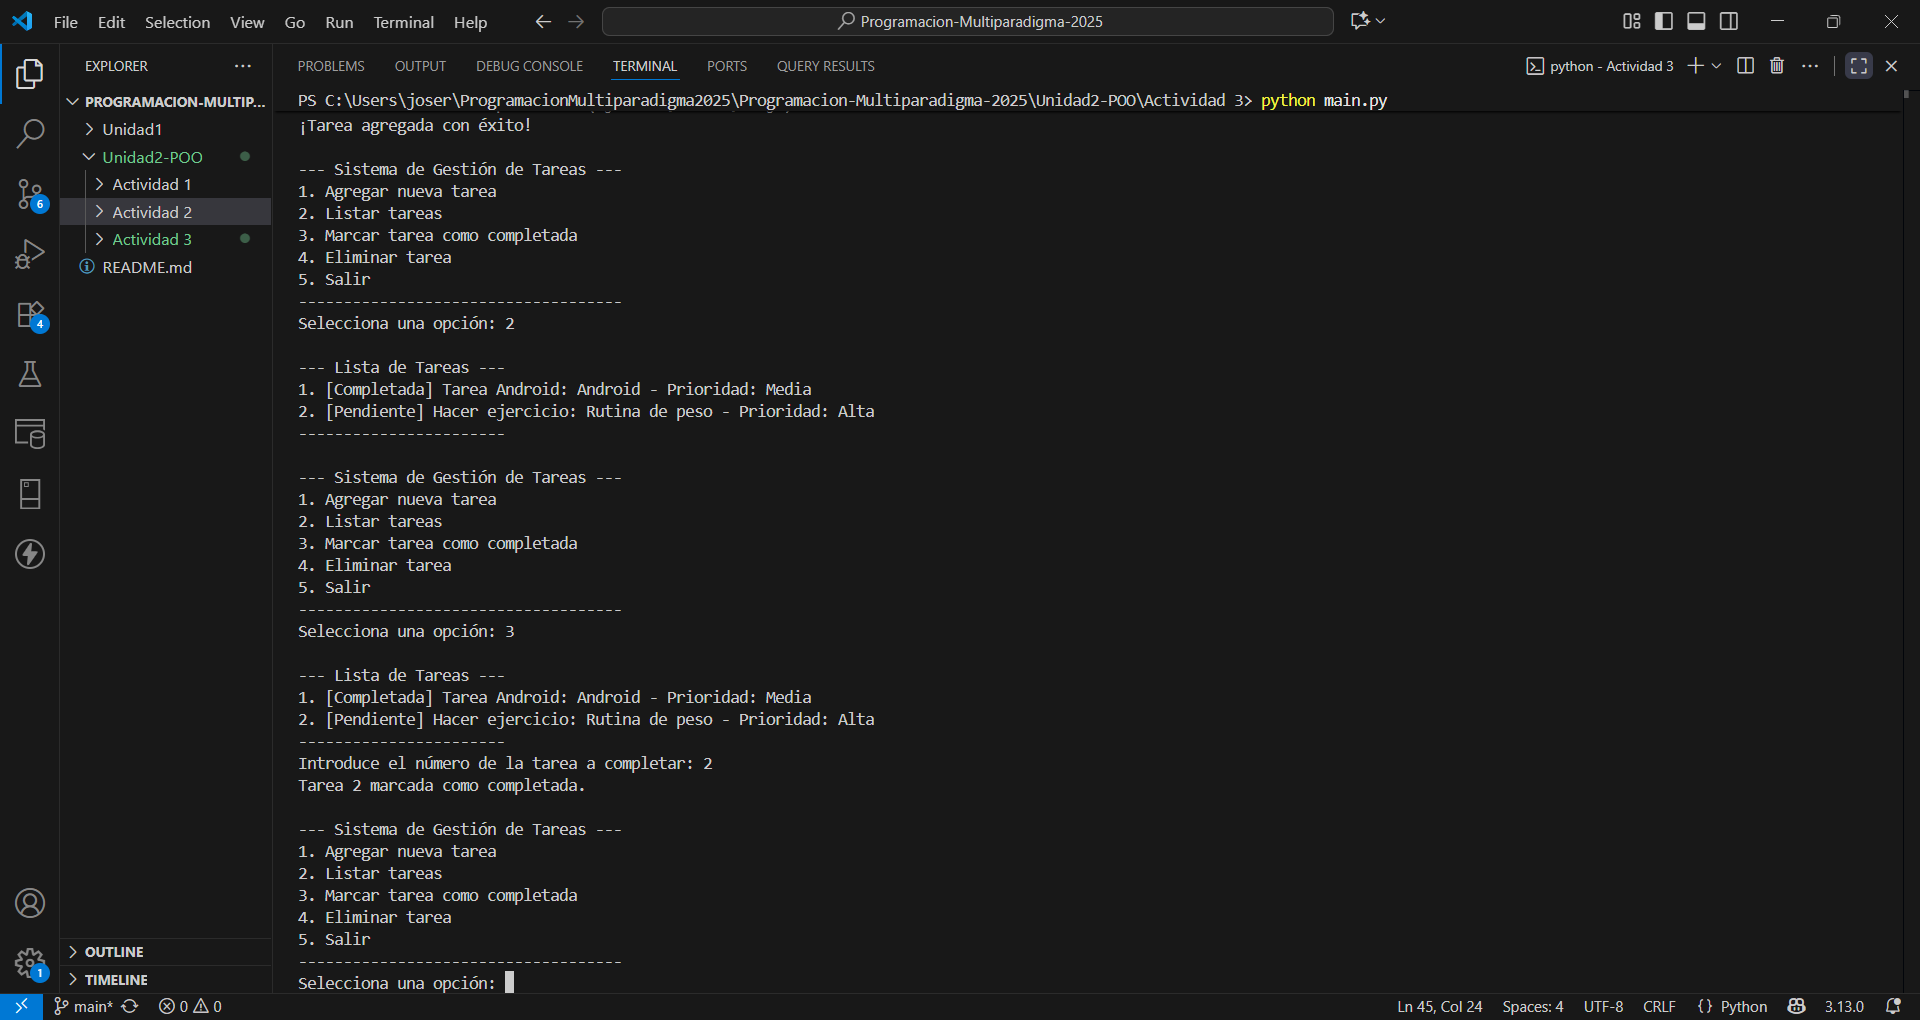 File Edit Selection View Go Run Terminal Help
Programacion-Multiparadigma-2025
EXPLORER
PROGRAMACION-MULTIP...
Unidad1
Unidad2-POO
Actividad 1
Actividad 2
Actividad 3
README.md
OUTLINE
TIMELINE
6
4
1
PROBLEMS OUTPUT DEBUG CONSOLE TERMINAL PORTS QUERY RESULTS
python - Actividad 3
PS C:\Users\joser\ProgramacionMultiparadigma2025\Programacion-Multiparadigma-2025\Unidad2-POO\Actividad 3> python main.py
¡Tarea agregada con éxito!
--- Sistema de Gestión de Tareas ---
1. Agregar nueva tarea
2. Listar tareas
3. Marcar tarea como completada
4. Eliminar tarea
5. Salir
------------------------------------
Selecciona una opción: 2
--- Lista de Tareas ---
1. [Completada] Tarea Android: Android - Prioridad: Media
2. [Pendiente] Hacer ejercicio: Rutina de peso - Prioridad: Alta
-----------------------
--- Sistema de Gestión de Tareas ---
1. Agregar nueva tarea
2. Listar tareas
3. Marcar tarea como completada
4. Eliminar tarea
5. Salir
------------------------------------
Selecciona una opción: 3
--- Lista de Tareas ---
1. [Completada] Tarea Android: Android - Prioridad: Media
2. [Pendiente] Hacer ejercicio: Rutina de peso - Prioridad: Alta
-----------------------
Introduce el número de la tarea a completar: 2
Tarea 2 marcada como completada.
--- Sistema de Gestión de Tareas ---
1. Agregar nueva tarea
2. Listar tareas
3. Marcar tarea como completada
4. Eliminar tarea
5. Salir
------------------------------------
Selecciona una opción:
main* 0 0 Ln 45, Col 24 Spaces: 4 UTF-8 CRLF {} Python 3.13.0